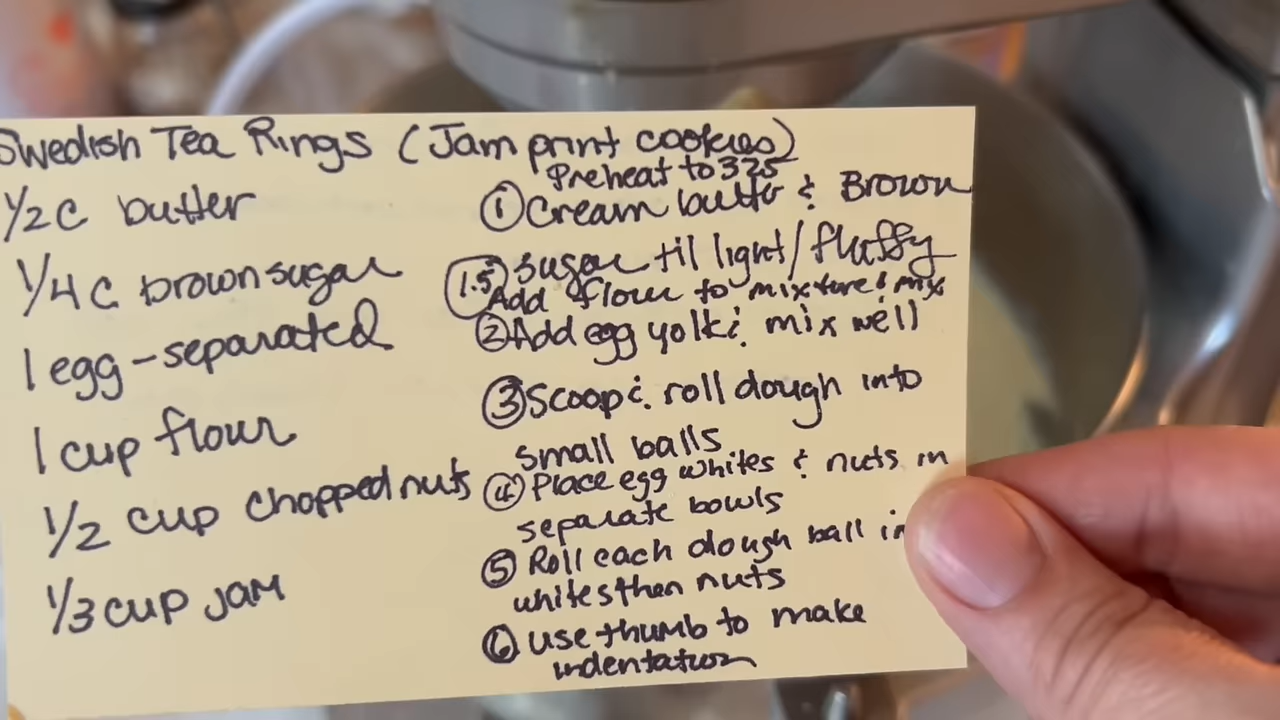 Swedish Tea Rings (Jam print cookies)
1/2 c butter
1/4 c brown sugar
1 egg - separated
1 cup flour
1/2 cup chopped nuts
1/3 cup jam
Preheat to 325
① Cream butter & Brown
sugar til light/fluffy
1.5 Add flour to mixture & mix
② Add egg yolk & mix well
③ Scoop & roll dough into
small balls
④ Place egg whites & nuts in
separate bowls
⑤ Roll each dough ball in
whites then nuts
⑥ use thumb to make
indentation